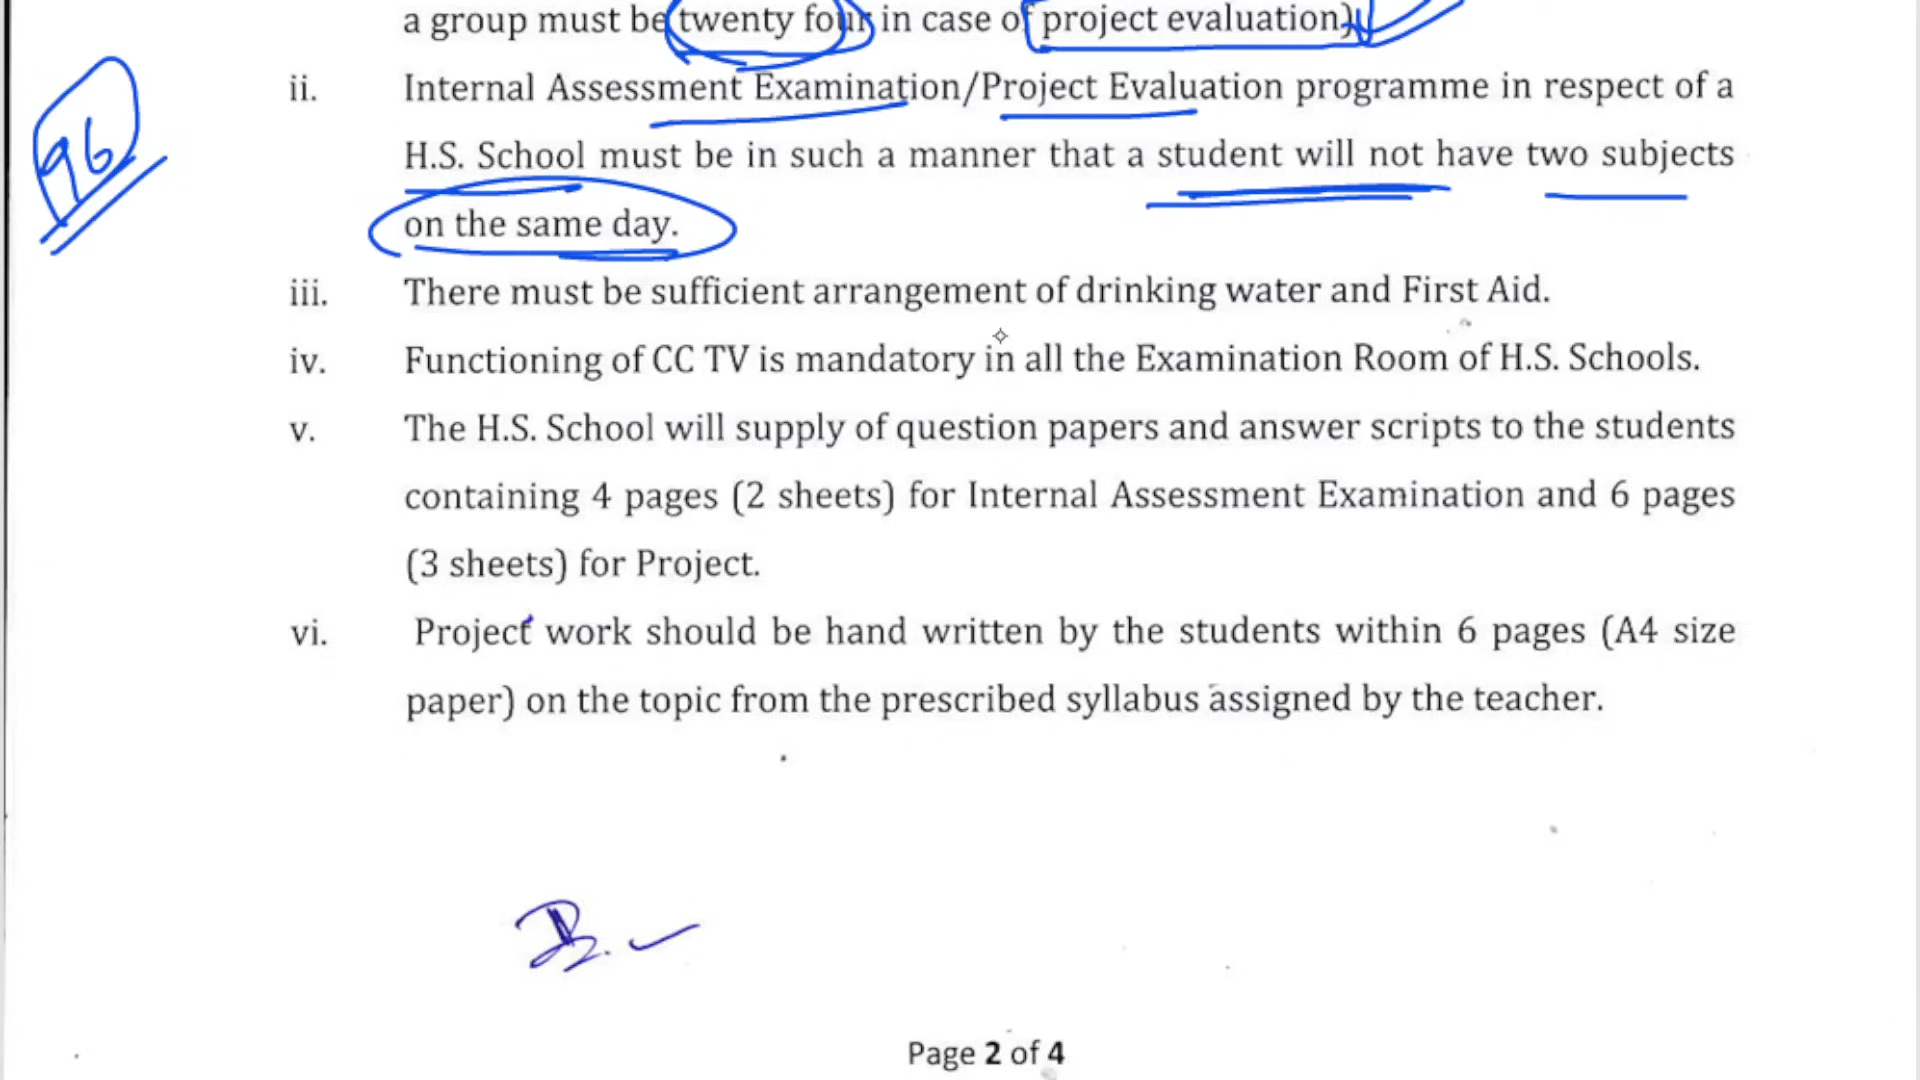 a group must be twenty four in case of project evaluation)
96
ii. Internal Assessment Examination/Project Evaluation programme in respect of a
H.S. School must be in such a manner that a student will not have two subjects
on the same day.
iii. There must be sufficient arrangement of drinking water and First Aid.
iv. Functioning of CC TV is mandatory in all the Examination Room of H.S. Schools.
v. The H.S. School will supply of question papers and answer scripts to the students
containing 4 pages (2 sheets) for Internal Assessment Examination and 6 pages
(3 sheets) for Project.
vi. Project work should be hand written by the students within 6 pages (A4 size
paper) on the topic from the prescribed syllabus assigned by the teacher.
Page 2 of 4